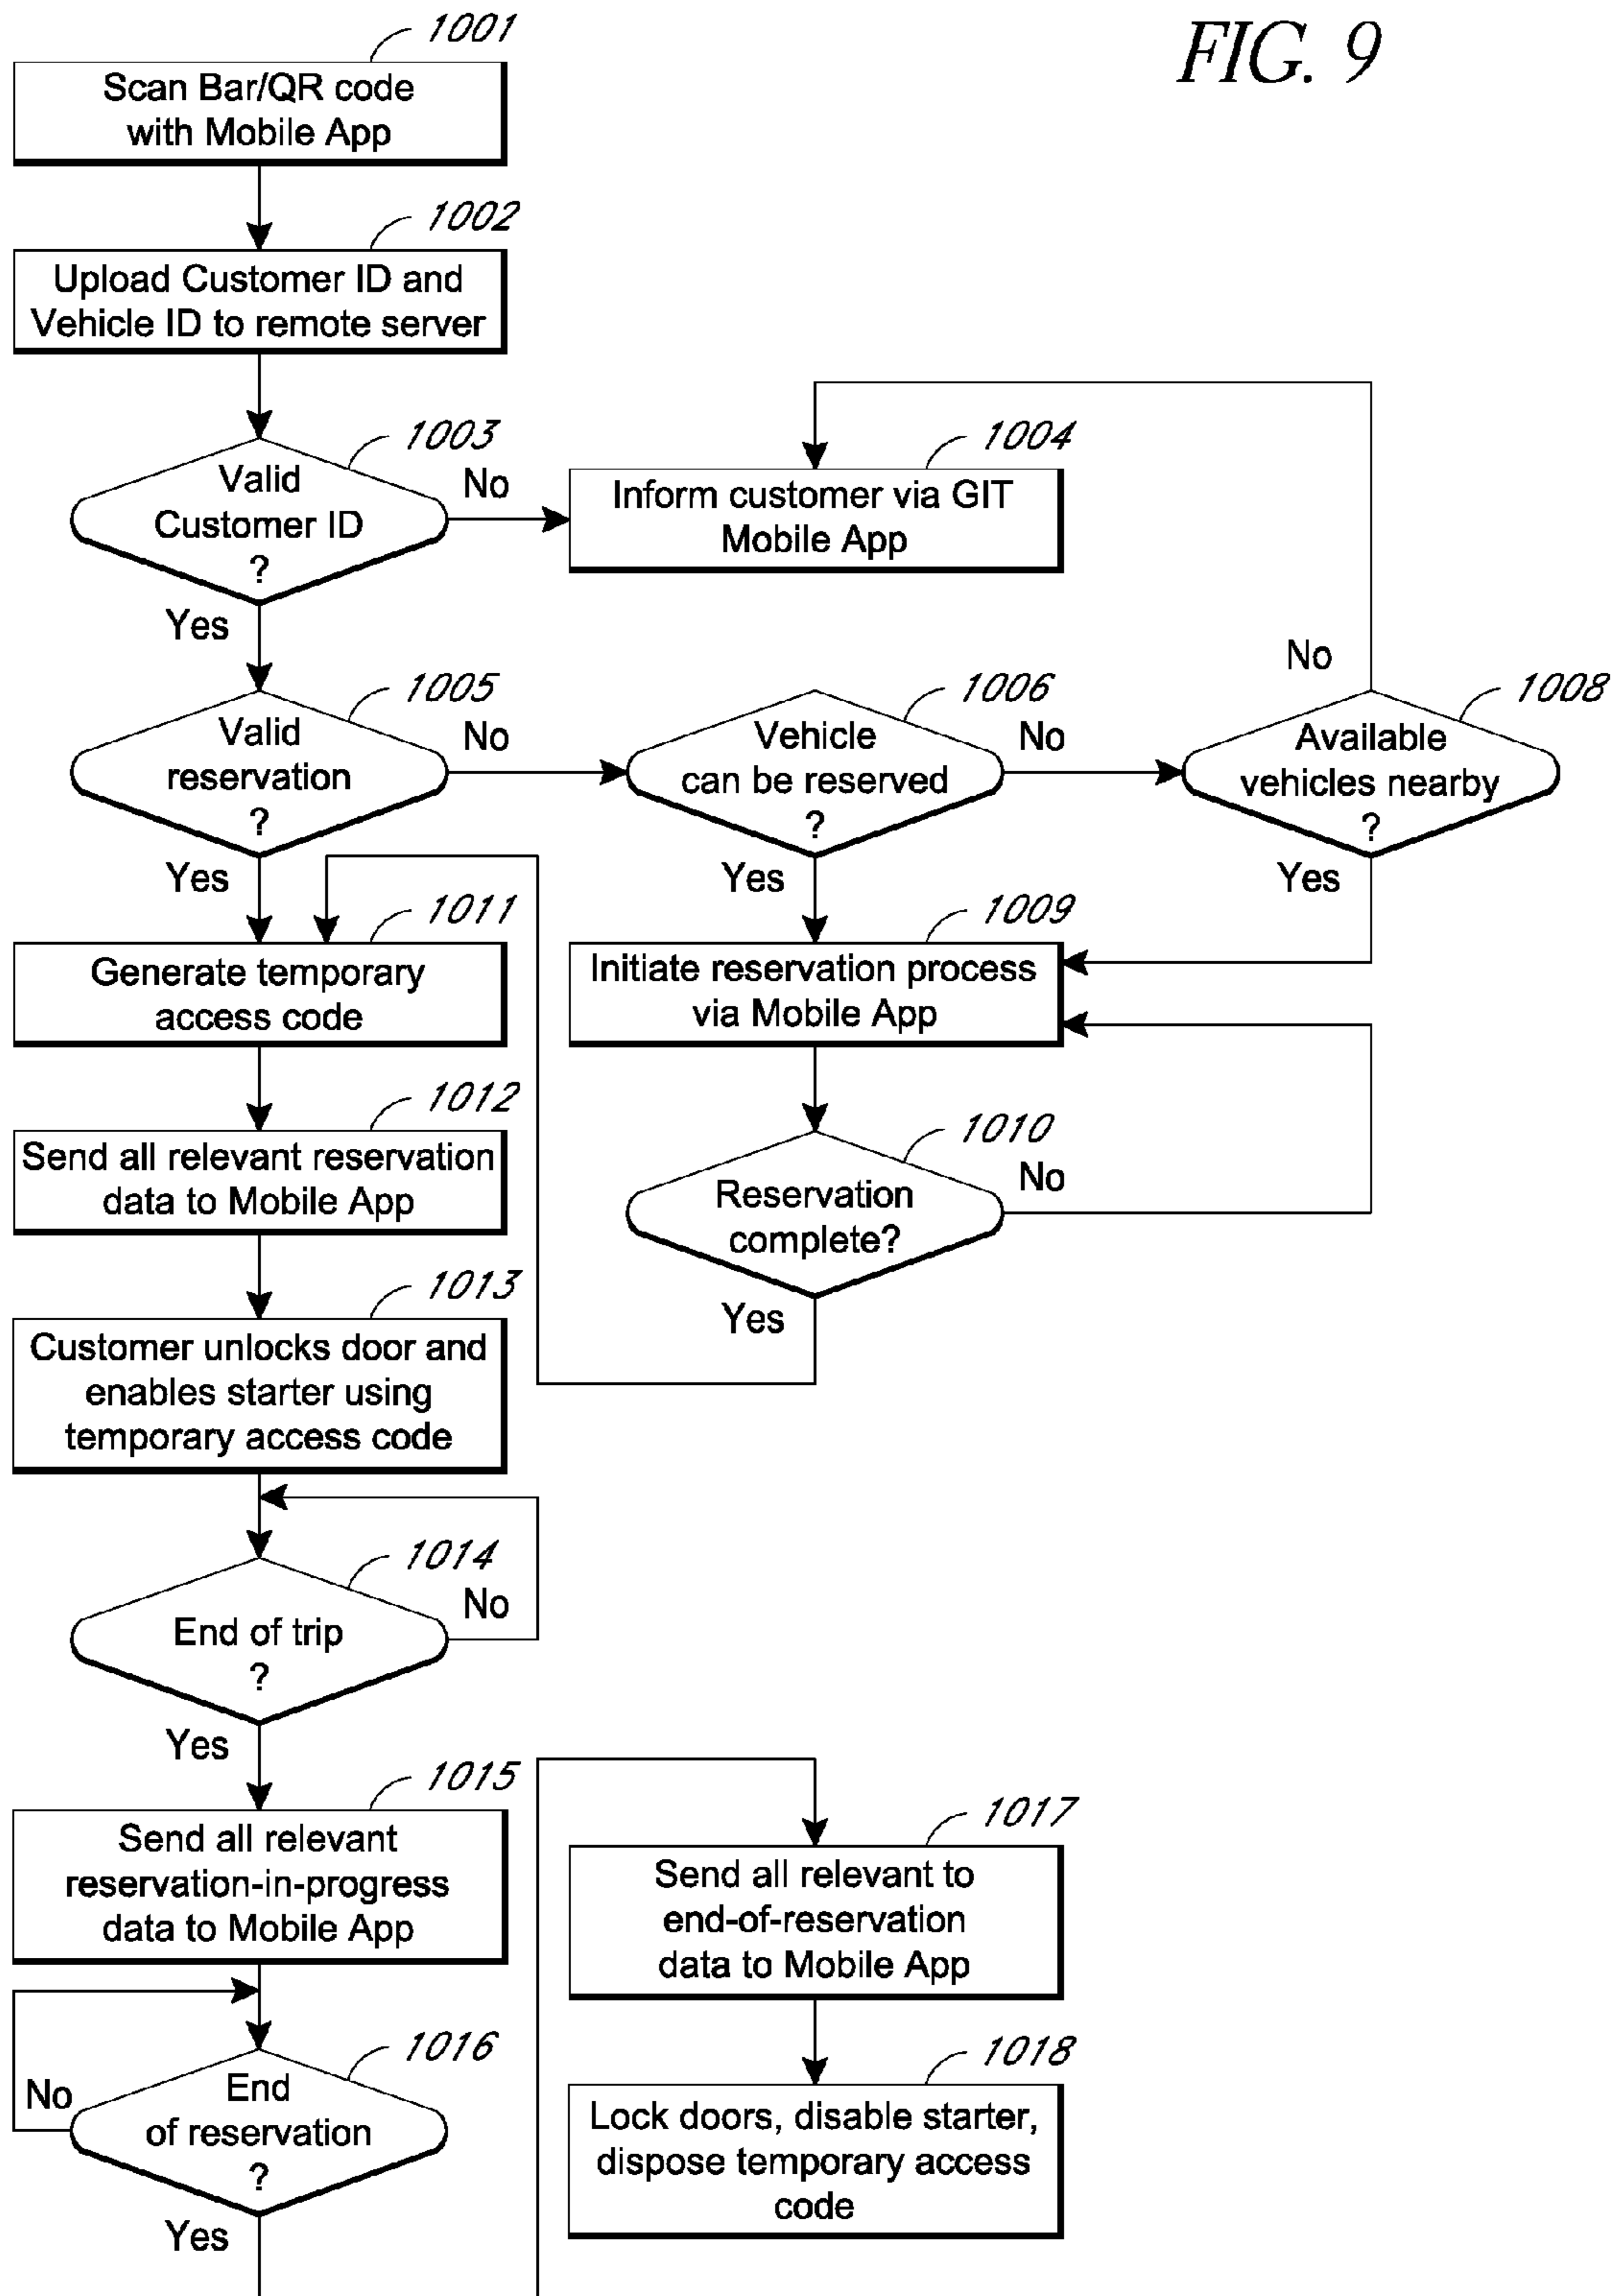 FIG. 9
1001
Scan Bar/QR code
with Mobile App
1002
Upload Customer ID and
Vehicle ID to remote server
1003
Valid
Customer ID
?
No
Yes
1004
Inform customer via GIT
Mobile App
1005
Valid
reservation
?
No
Yes
1006
Vehicle
can be reserved
?
No
Yes
1008
Available
vehicles nearby
?
No
Yes
1009
Initiate reservation process
via Mobile App
1010
Reservation
complete?
No
Yes
1011
Generate temporary
access code
1012
Send all relevant reservation
data to Mobile App
1013
Customer unlocks door and
enables starter using
temporary access code
1014
End of trip
?
No
Yes
1015
Send all relevant
reservation-in-progress
data to Mobile App
1016
End
of reservation
?
No
Yes
1017
Send all relevant to
end-of-reservation
data to Mobile App
1018
Lock doors, disable starter,
dispose temporary access
code